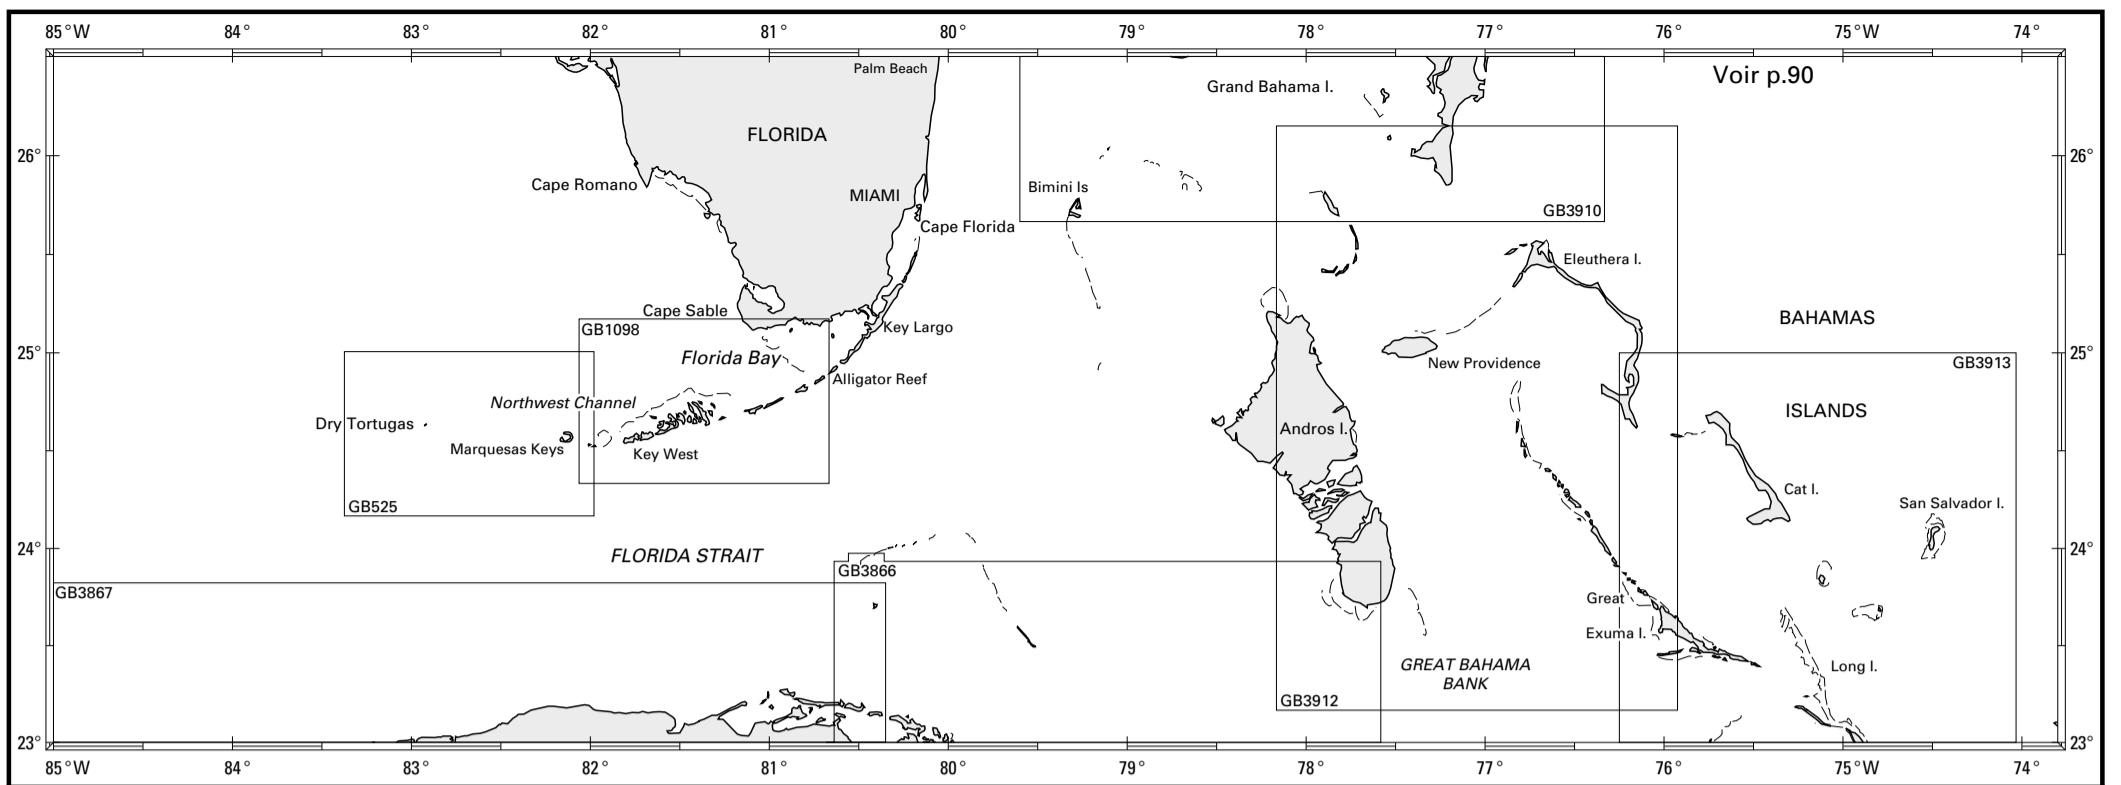 85°W 84° 83° 82° 81° 80° 79° 78° 77° 76° 75°W 74°
Palm Beach
Voir p.90
Grand Bahama I.
FLORIDA
26° 26°
Cape Romano
Bimini Is
MIAMI
GB3910
Cape Florida
Eleuthera I.
Cape Sable
BAHAMAS
GB1098
Key Largo
25° 25°
Florida Bay
New Providence
GB3913
Alligator Reef
Northwest Channel
ISLANDS
Dry Tortugas
Andros I.
Marquesas Keys
Key West
Cat I.
San Salvador I.
GB525
24° 24°
FLORIDA STRAIT
GB3866
GB3867
Great
Exuma I.
GREAT BAHAMA
BANK
Long I.
GB3912
23° 23°
85°W 84° 83° 82° 81° 80° 79° 78° 77° 76° 75°W 74°